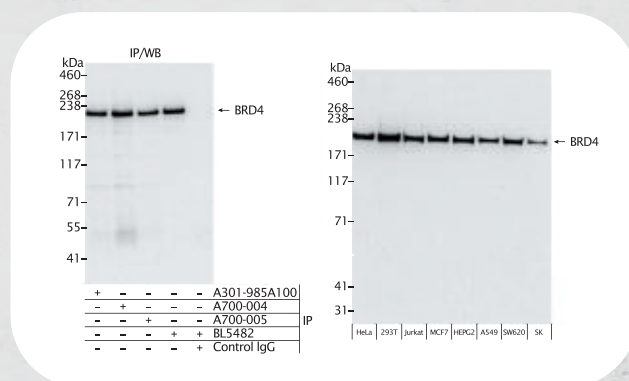 IP/WB
kDa
460
268
238
171
117
71
55
41
← BRD4
+ – – – – A301-985A100
– + – – – A700-004
– – + – – A700-005
– – – + + BL5482
– – – – + Control IgG
IP
kDa
460
268
238
171
117
71
41
31
← BRD4
HeLa 293T Jurkat MCF7 HEPG2 A549 SW620 SK